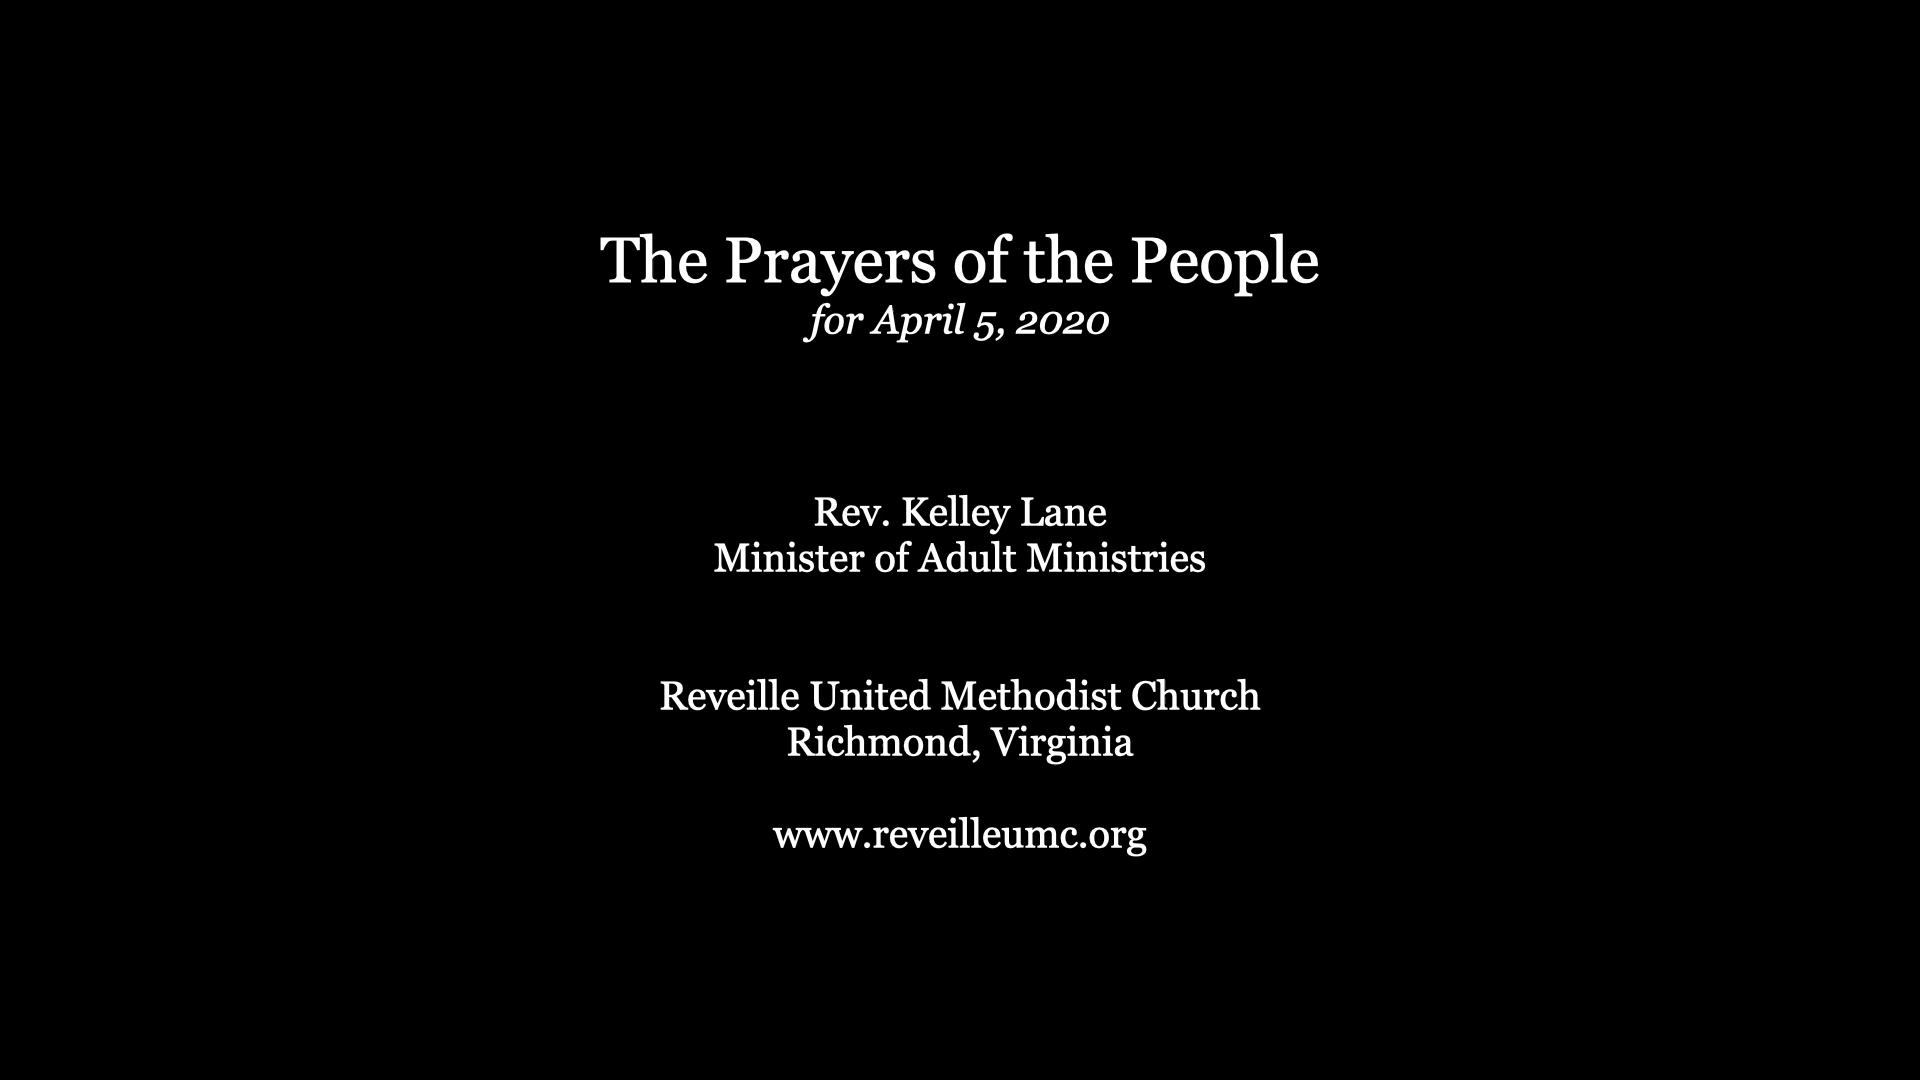 The Prayers of the People
for April 5, 2020
Rev. Kelley Lane
Minister of Adult Ministries
Reveille United Methodist Church
Richmond, Virginia
www.reveilleumc.org